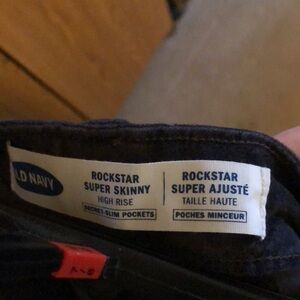 LD NAVY
ROCKSTAR
SUPER SKINNY
HIGH RISE
SECRET-SLIM POCKETS
ROCKSTAR
SUPER AJUSTÉ
TAILLE HAUTE
POCHES MINCEUR